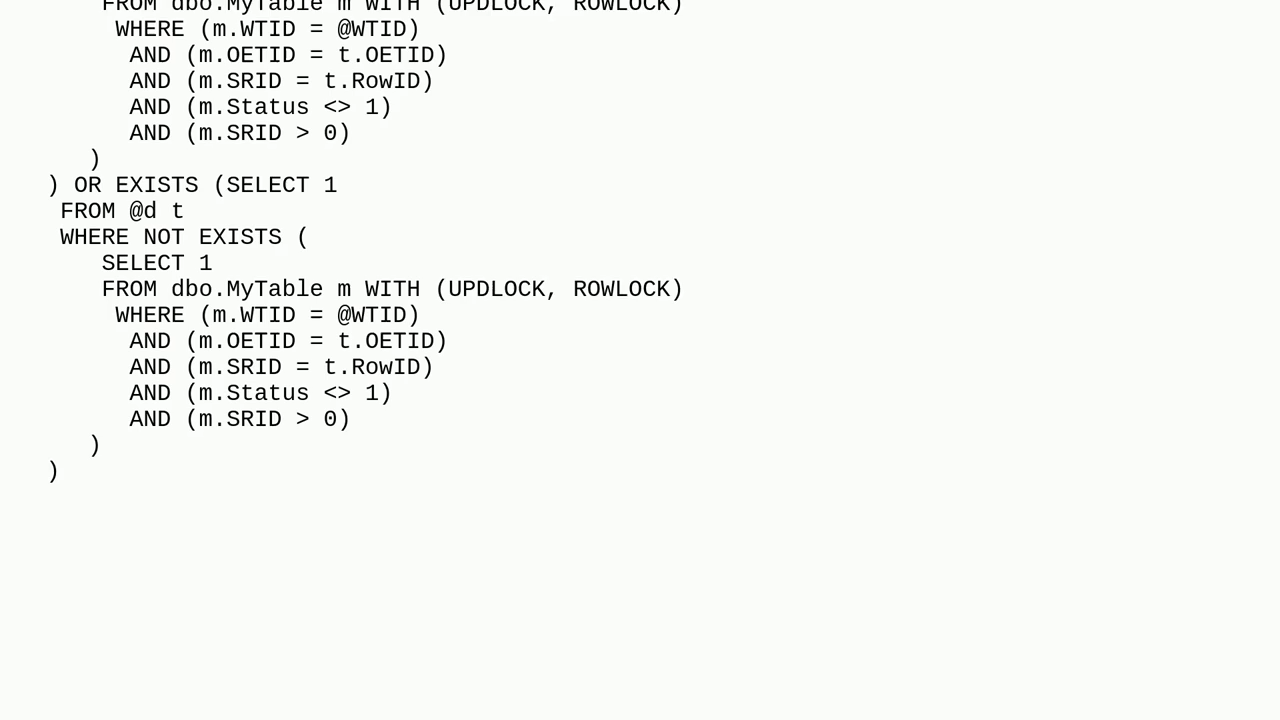 FROM dbo.MyTable m WITH (UPDLOCK, ROWLOCK)
WHERE (m.WTID = @WTID)
AND (m.OETID = t.OETID)
AND (m.SRID = t.RowID)
AND (m.Status <> 1)
AND (m.SRID > 0)
)
) OR EXISTS (SELECT 1
FROM @d t
WHERE NOT EXISTS (
SELECT 1
FROM dbo.MyTable m WITH (UPDLOCK, ROWLOCK)
WHERE (m.WTID = @WTID)
AND (m.OETID = t.OETID)
AND (m.SRID = t.RowID)
AND (m.Status <> 1)
AND (m.SRID > 0)
)
)